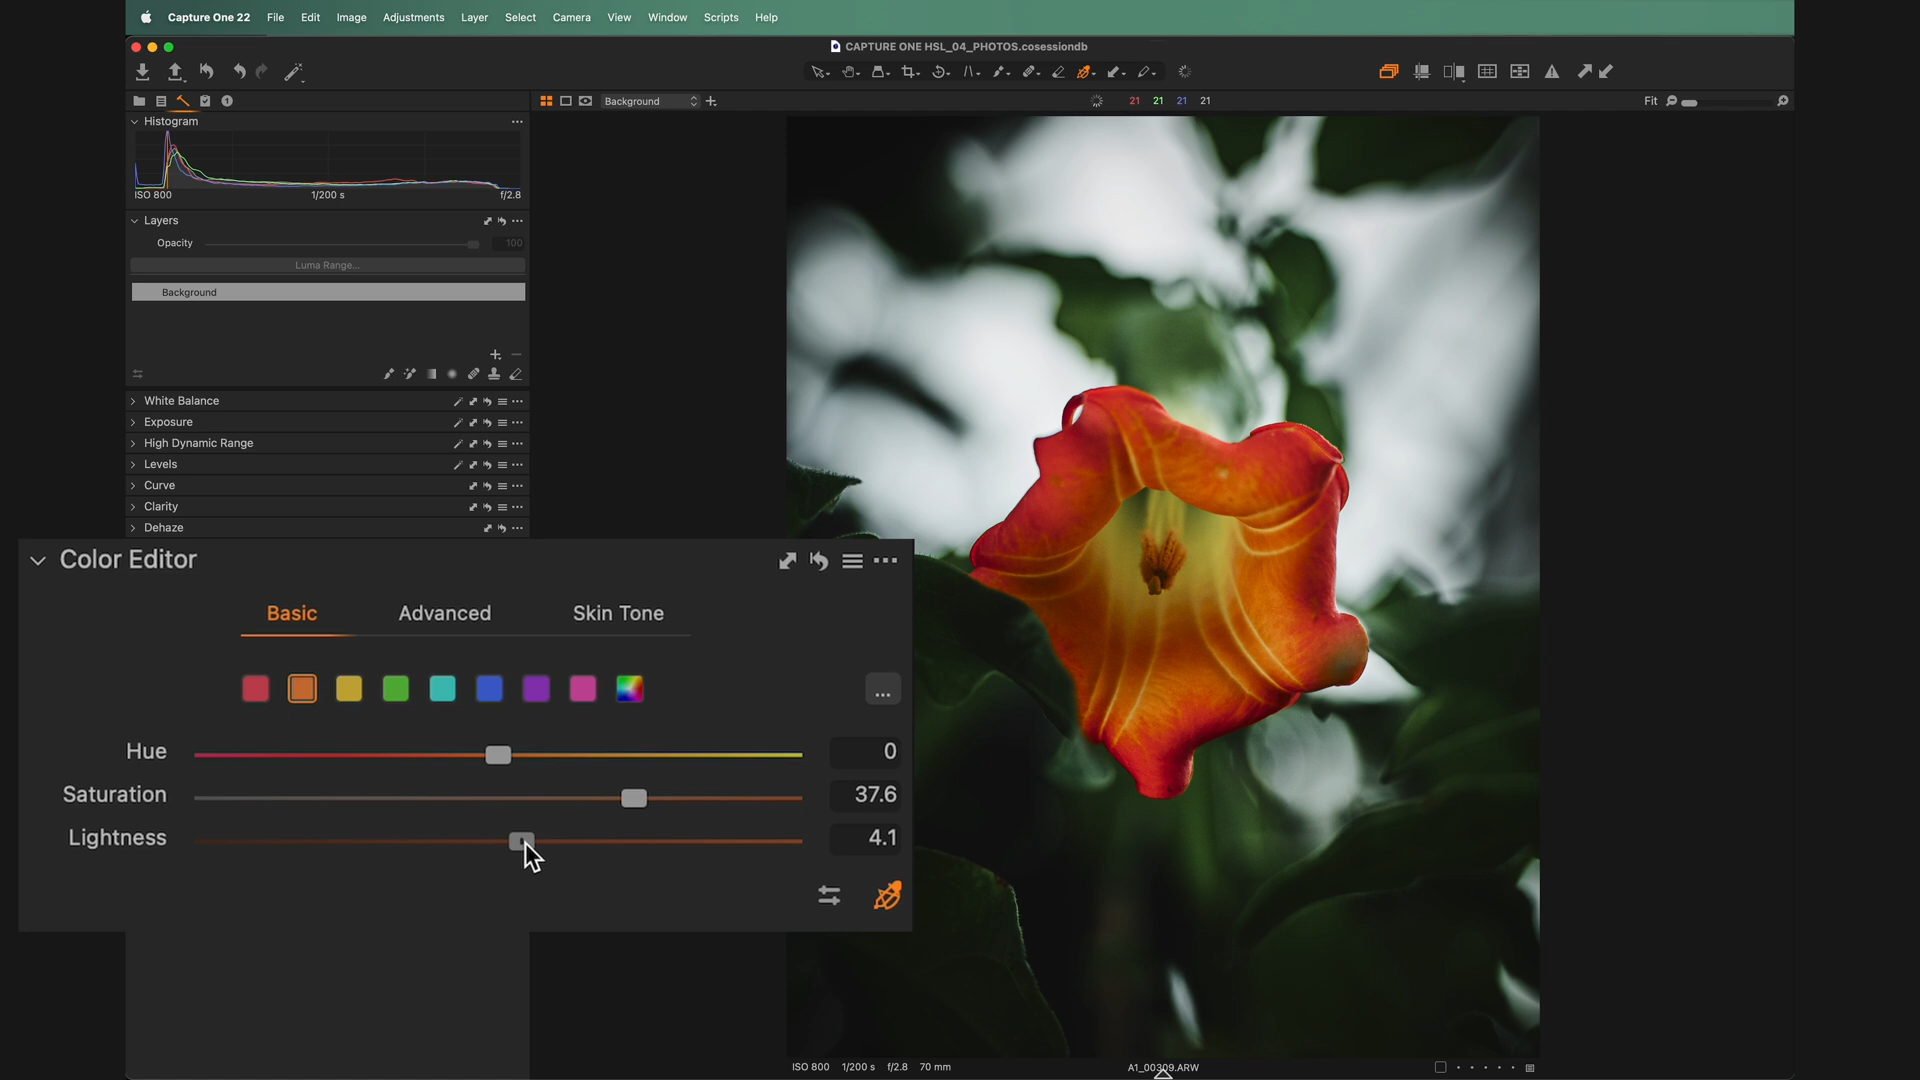 Capture One 22 File Edit Image Adjustments Layer Select Camera View Window Scripts Help
CAPTURE ONE HSL_04_PHOTOS.cosessiondb
1
Background
21 21 21 21
Fit
Histogram
ISO 800 1/200 s f/2.8
Layers
Opacity 100
Luma Range...
Background
White Balance
Exposure
High Dynamic Range
Levels
Curve
Clarity
Dehaze
Color Editor
Basic Advanced Skin Tone
...
Hue 0
Saturation 37.6
Lightness 4.1
ISO 800 1/200 s f/2.8 70 mm A1_00309.ARW